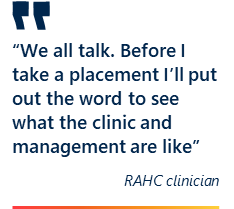 “We all talk. Before I
take a placement I’ll put
out the word to see
what the clinic and
management are like”
RAHC clinician